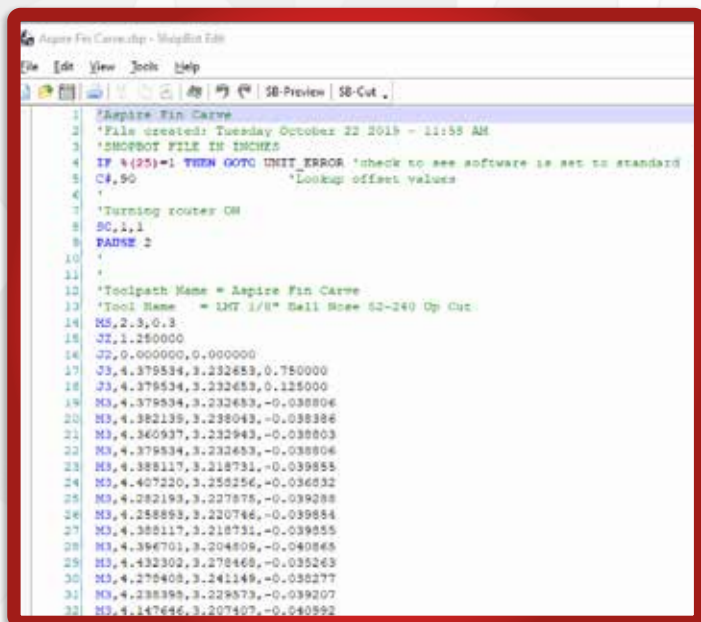 Aspire Fin Carve.sbp - ShopBot Edit
File Edit View Tools Help
SB-Preview SB-Cut
1 'Aspire Fin Carve
2 'File created: Tuesday October 22 2019 - 11:58 AM
3 'SHOPBOT FILE IN INCHES
4 IF %(25)=1 THEN GOTO UNIT_ERROR 'check to see software is set to standard
5 C#,90 'Lookup offset values
6 '
7 'Turning router ON
8 SO,1,1
9 PAUSE 2
10 '
11 '
12 'Toolpath Name = Aspire Fin Carve
13 'Tool Name = LMT 1/8" Ball Nose 52-240 Up Cut
14 MS,2.3,0.3
15 JZ,1.250000
16 J2,0.000000,0.000000
17 J3,4.379534,3.232653,0.750000
18 J3,4.379534,3.232653,0.125000
19 M3,4.379534,3.232653,-0.038806
20 M3,4.382139,3.238043,-0.038386
21 M3,4.360937,3.232943,-0.038803
22 M3,4.379534,3.232653,-0.038806
23 M3,4.388117,3.218731,-0.039855
24 M3,4.407220,3.258256,-0.036832
25 M3,4.282193,3.227875,-0.039288
26 M3,4.258893,3.220746,-0.039854
27 M3,4.388117,3.218731,-0.039855
28 M3,4.396701,3.204809,-0.040865
29 M3,4.432302,3.278468,-0.035263
30 M3,4.278408,3.241149,-0.038277
31 M3,4.238398,3.229573,-0.039207
32 M3,4.147646,3.207407,-0.040992